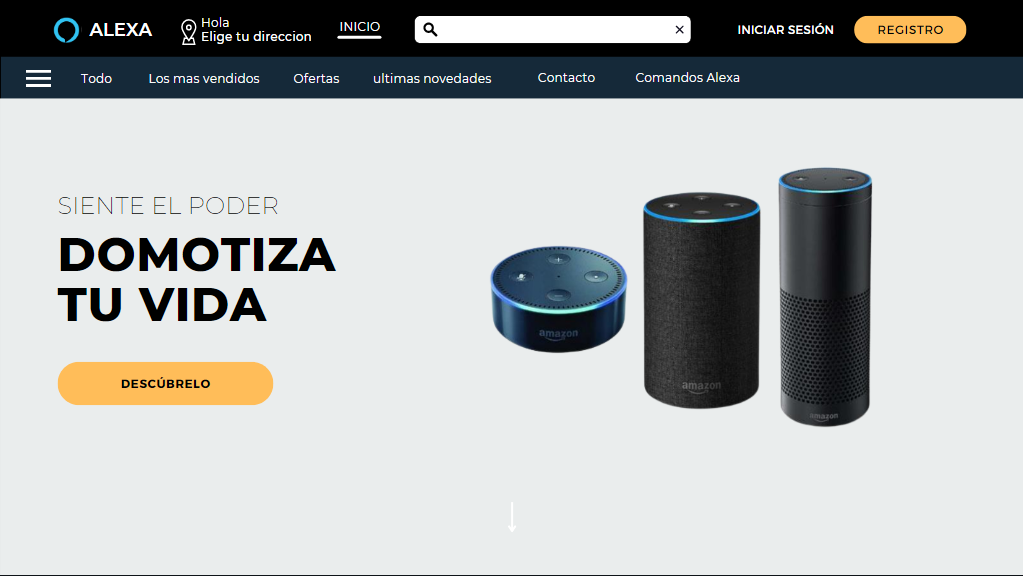 ALEXA
Hola
Elige tu direccion
INICIO
INICIAR SESIÓN
REGISTRO
Todo
Los mas vendidos
Ofertas
ultimas novedades
Contacto
Comandos Alexa
SIENTE EL PODER
DOMOTIZA
TU VIDA
DESCÚBRELO
amazon
amazon
amazon